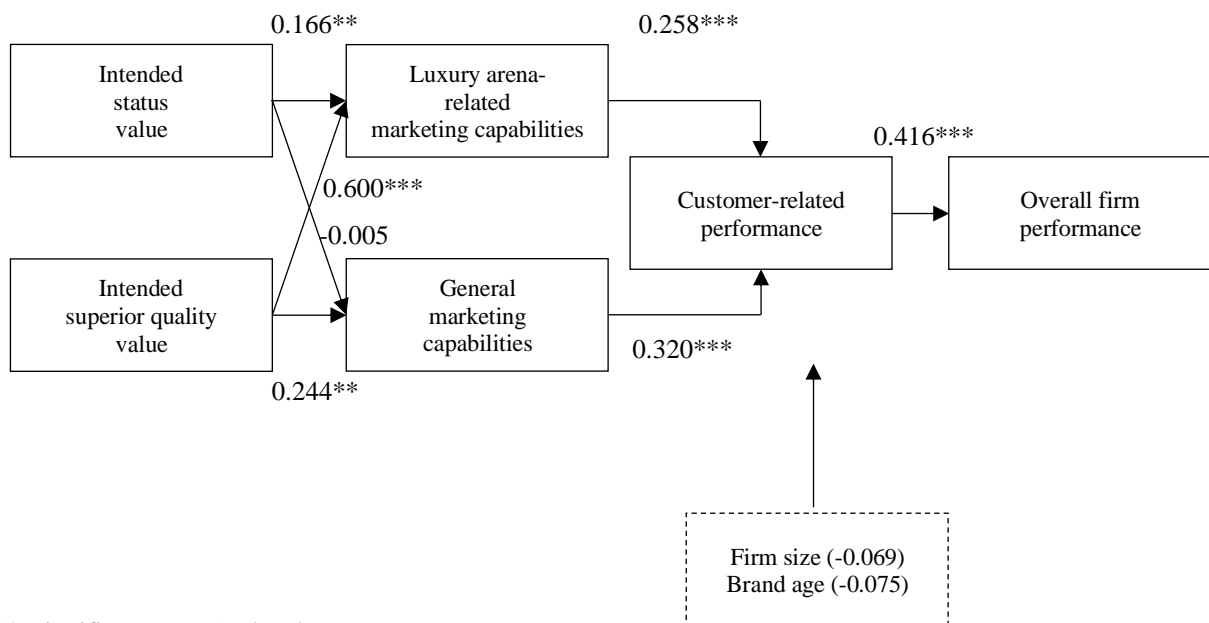 0.166**
0.258***
Intended
status
value
Luxury arena-
related
marketing capabilities
0.416***
0.600***
-0.005
Customer-related
performance
Overall firm
performance
Intended
superior quality
value
General
marketing
capabilities
0.320***
0.244**
Firm size (-0.069)
Brand age (-0.075)